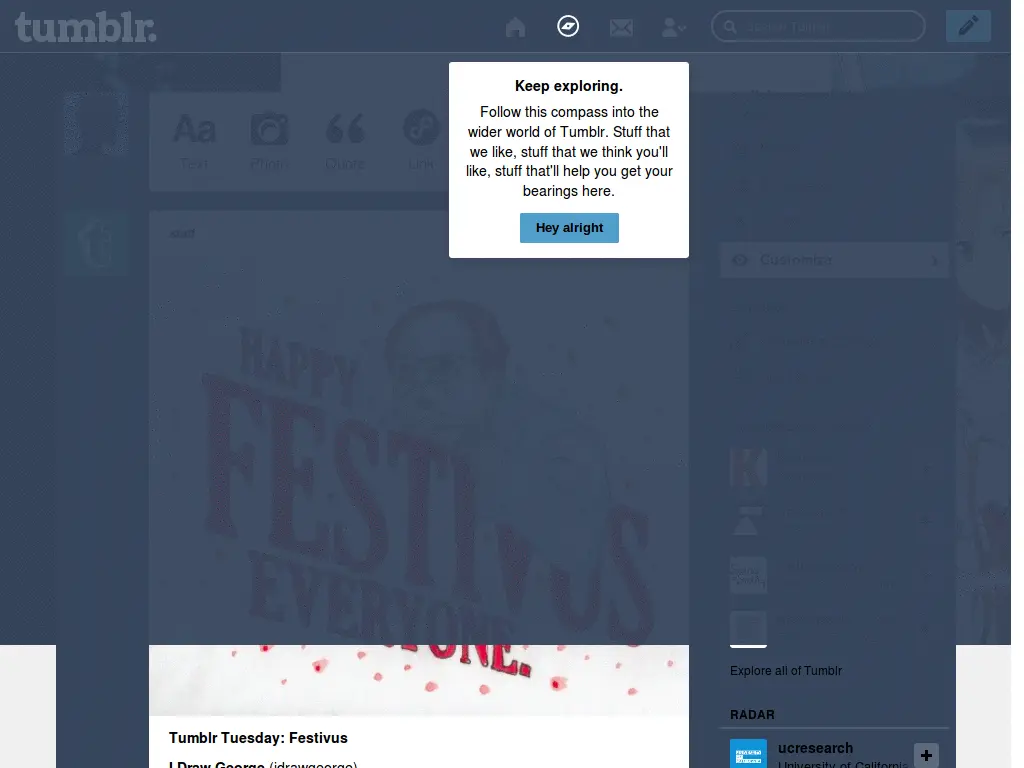 tumblr.
Search Tumblr
Keep exploring.
Follow this compass into the
wider world of Tumblr. Stuff that
we like, stuff that we think you'll
like, stuff that'll help you get your
bearings here.
Hey alright
Aa
Text
Photo
Quote
Link
staff
Customize
HAPPY
FESTIVUS
EVERYONE.
Explore all of Tumblr
RADAR
Tumblr Tuesday: Festivus
I Draw George (idrawgeorge)
ucresearch
University of California